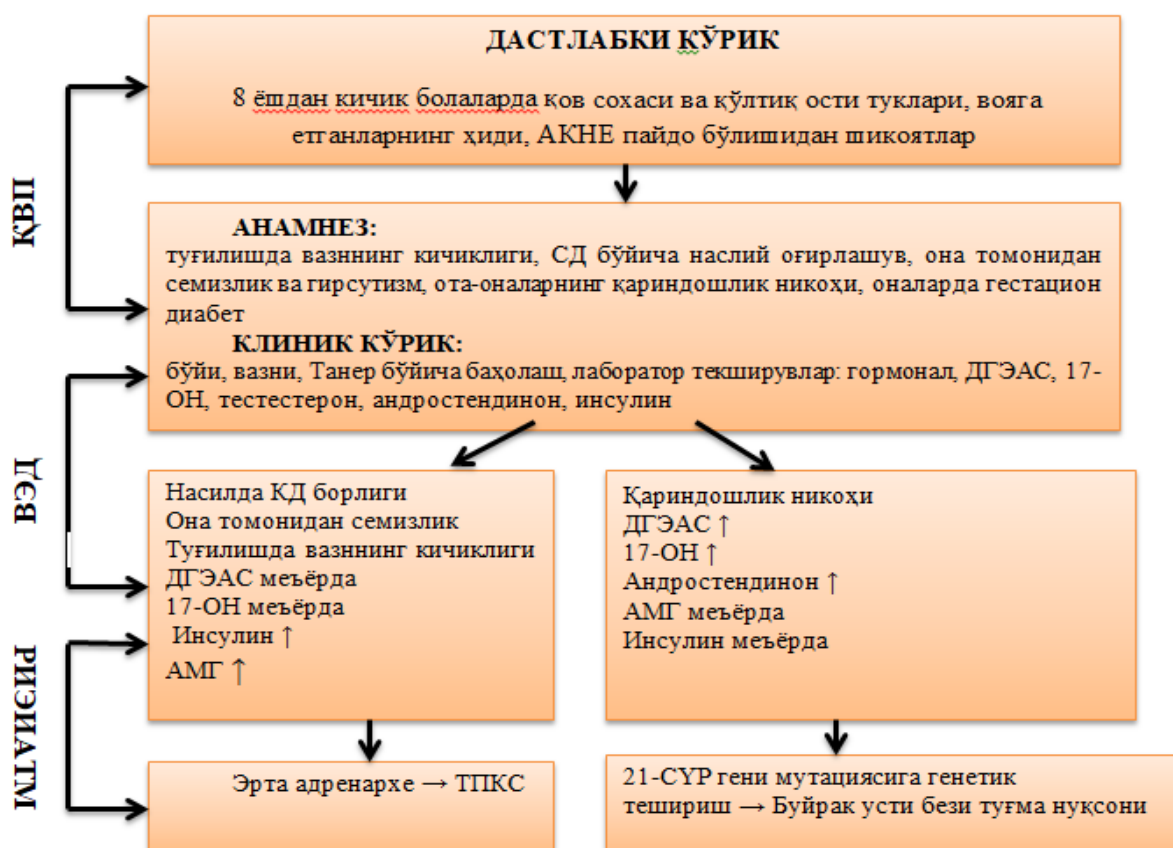 ДАСТЛАБКИ КЎРИК
8 ёшдан кичик болаларда қов сохаси ва қўлтиқ ости туклари, вояга
етганларнинг ҳиди, АКНЕ пайдо бўлишидан шикоятлар
ҚВП
АНАМНЕЗ:
туғилишда вазннинг кичиклиги, СД бўйича наслий оғирлашув, она томонидан
семизлик ва гирсутизм, ота-оналарнинг қариндошлик никоҳи, оналарда гестацион
диабет
КЛИНИК КЎРИК:
бўйи, вазни, Танер бўйича баҳолаш, лаборатор текширувлар: гормонал, ДГЭАС, 17-
ОН, тестестерон, андростендинон, инсулин
ВЭД
Насилда КД борлиги
Она томонидан семизлик
Туғилишда вазннинг кичиклиги
ДГЭАС меъёрда
17-ОН меъёрда
Инсулин ↑
АМГ ↑
Қариндошлик никоҳи
ДГЭАС ↑
17-ОН ↑
Андростендинон ↑
АМГ меъёрда
Инсулин меъёрда
РИЭИАТМ
Эрта адренархе → ТПКС
21-CYP гени мутациясига генетик
тешириш → Буйрак усти бези туғма нуқсони